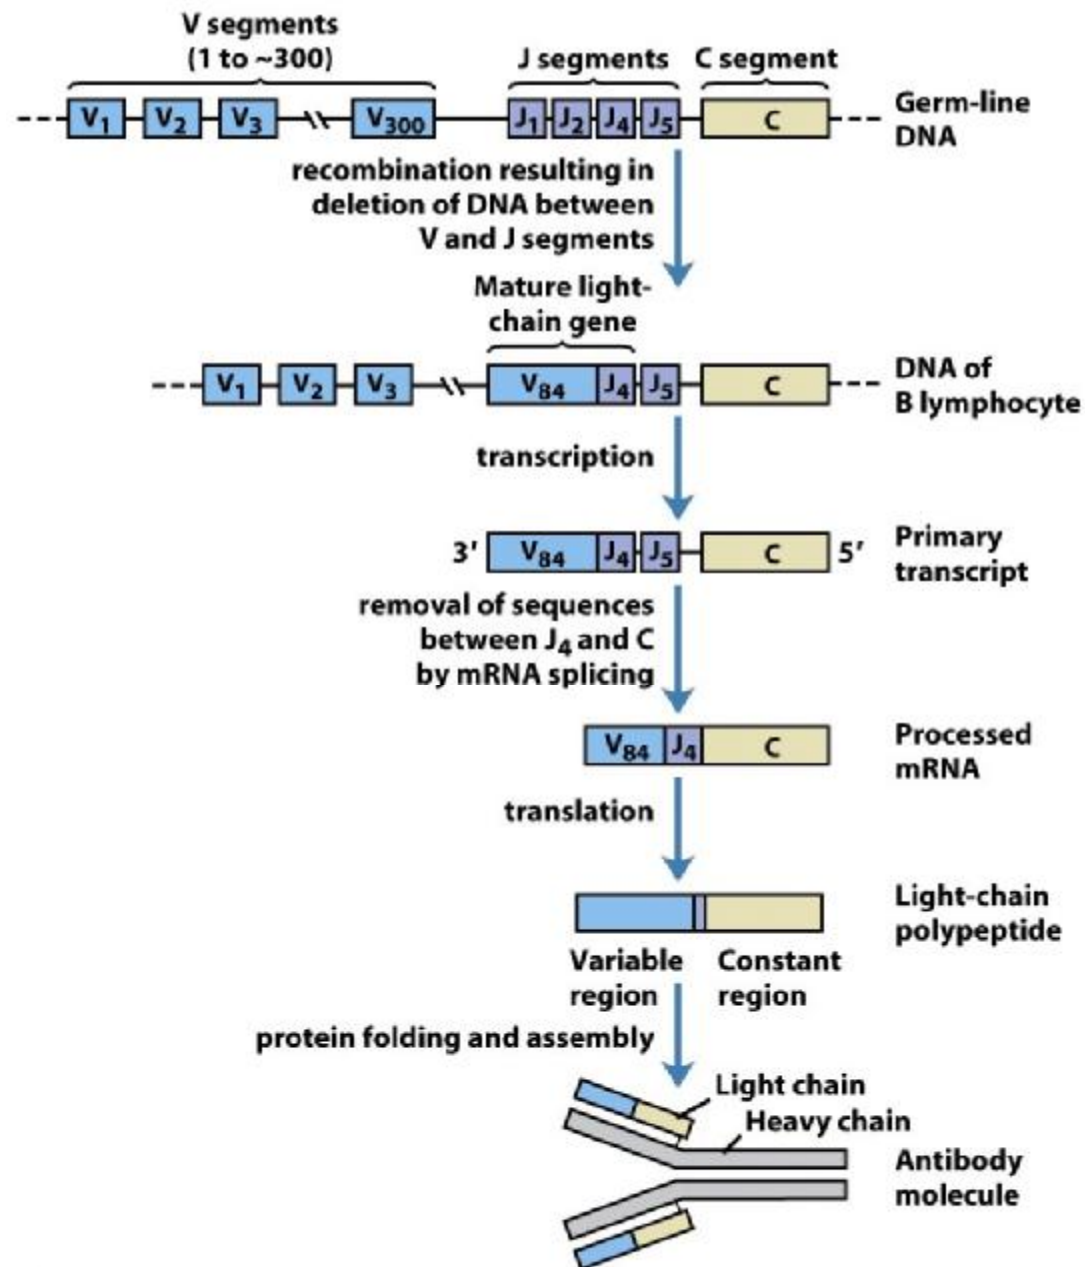 V segments
(1 to ~300)
J segments
C segment
V1 V2 V3 V300 J1 J2 J4 J5 C
Germ-line
DNA
recombination resulting in
deletion of DNA between
V and J segments
Mature light-
chain gene
V1 V2 V3 V84 J4 J5 C
DNA of
B lymphocyte
transcription
3′ V84 J4 J5 C 5′
Primary
transcript
removal of sequences
between J4 and C
by mRNA splicing
V84 J4 C
Processed
mRNA
translation
Light-chain
polypeptide
Variable
region
Constant
region
protein folding and assembly
Light chain
Heavy chain
Antibody
molecule